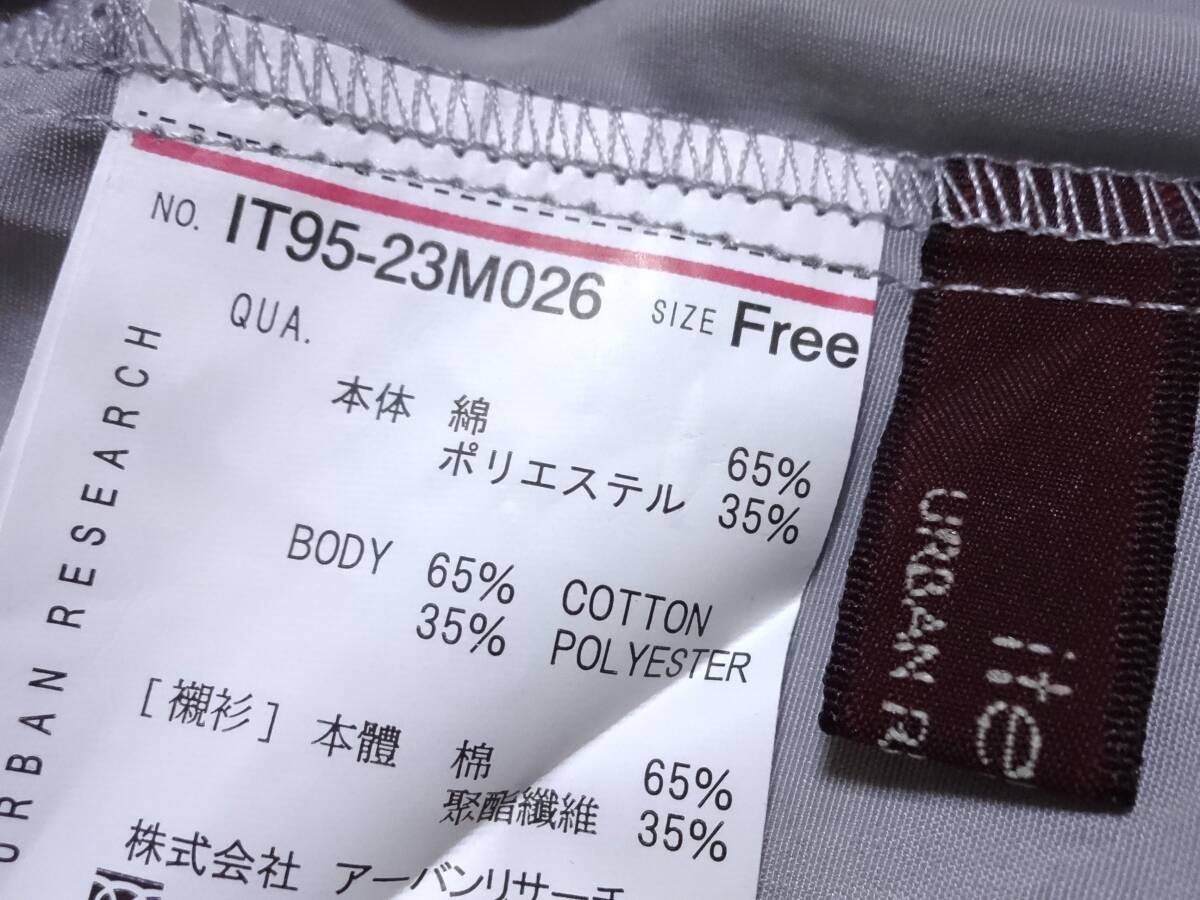 NO. IT95-23M026 SIZE Free
QUA.
本体 綿 65%
ポリエステル 35%
BODY 65% COTTON
35% POLYESTER
[襯衫] 本體 棉 65%
聚酯纖維 35%
株式会社 アーバンリサーチ
URBAN RESEARCH
ite
URBAN R